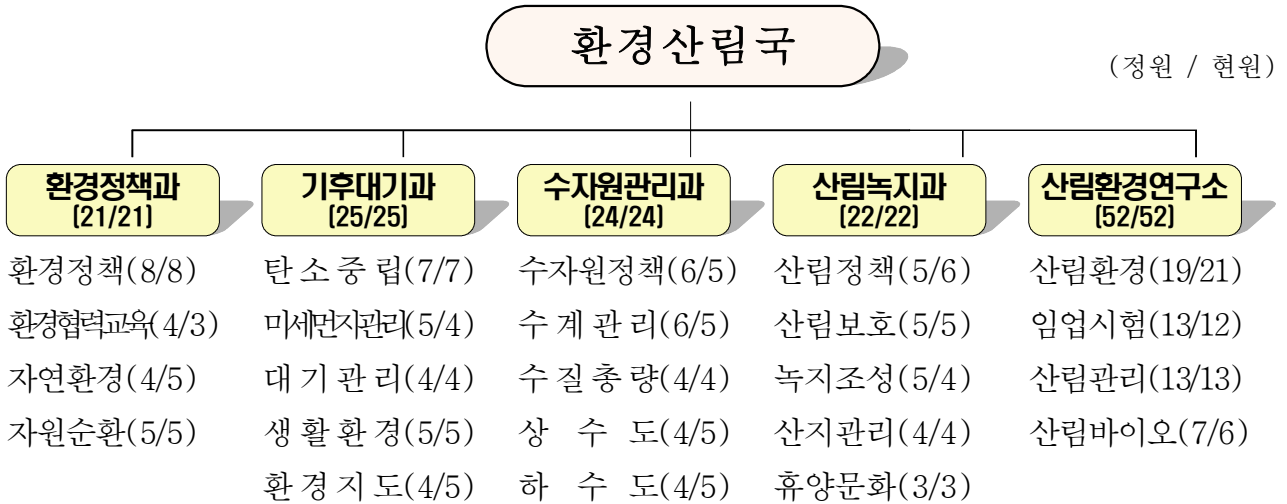 환경산림국
(정원 / 현원)
환경정책과
(21/21)
환경정책(8/8)
환경협력교육(4/3)
자연환경(4/5)
자원순환(5/5)
기후대기과
(25/25)
탄소중립(7/7)
미세먼지관리(5/4)
대기관리(4/4)
생활환경(5/5)
환경지도(4/5)
수자원관리과
(24/24)
수자원정책(6/5)
수계관리(6/5)
수질총량(4/4)
상 수 도(4/5)
하 수 도(4/5)
산림녹지과
(22/22)
산림정책(5/6)
산림보호(5/5)
녹지조성(5/4)
산지관리(4/4)
휴양문화(3/3)
산림환경연구소
(52/52)
산림환경(19/21)
임업시험(13/12)
산림관리(13/13)
산림바이오(7/6)